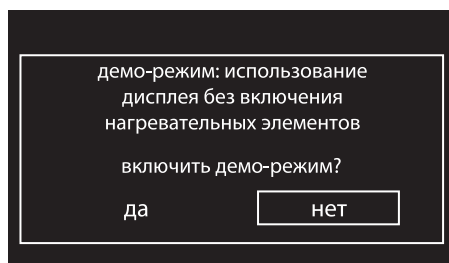 демо-режим: использование
дисплея без включения
нагревательных элементов
включить демо-режим?
да нет